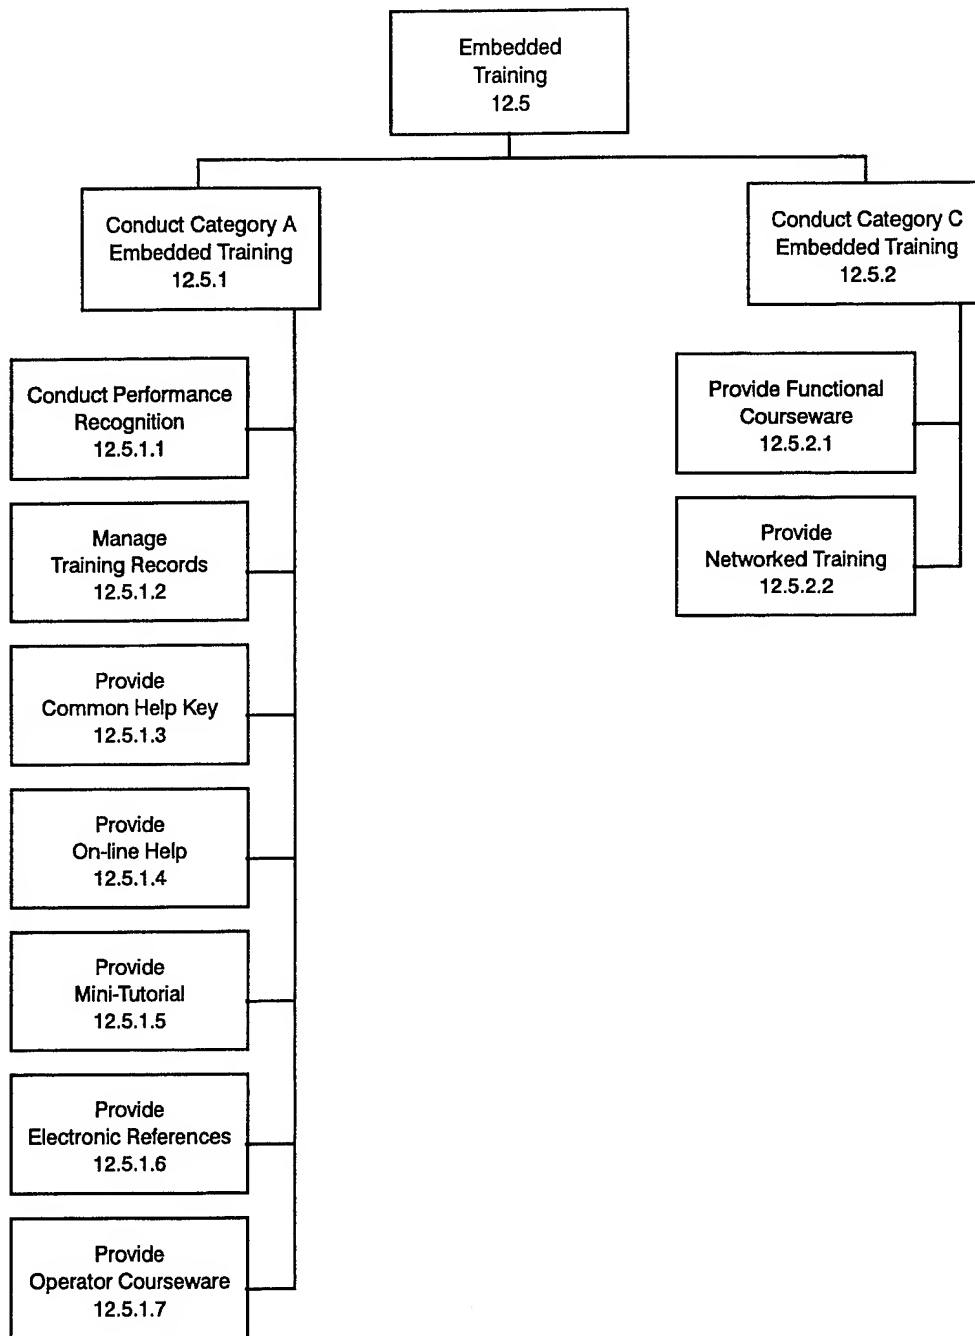 Embedded
Training
12.5
Conduct Category A
Embedded Training
12.5.1
Conduct Category C
Embedded Training
12.5.2
Conduct Performance
Recognition
12.5.1.1
Manage
Training Records
12.5.1.2
Provide
Common Help Key
12.5.1.3
Provide
On-line Help
12.5.1.4
Provide
Mini-Tutorial
12.5.1.5
Provide
Electronic References
12.5.1.6
Provide
Operator Courseware
12.5.1.7
Provide Functional
Courseware
12.5.2.1
Provide
Networked Training
12.5.2.2